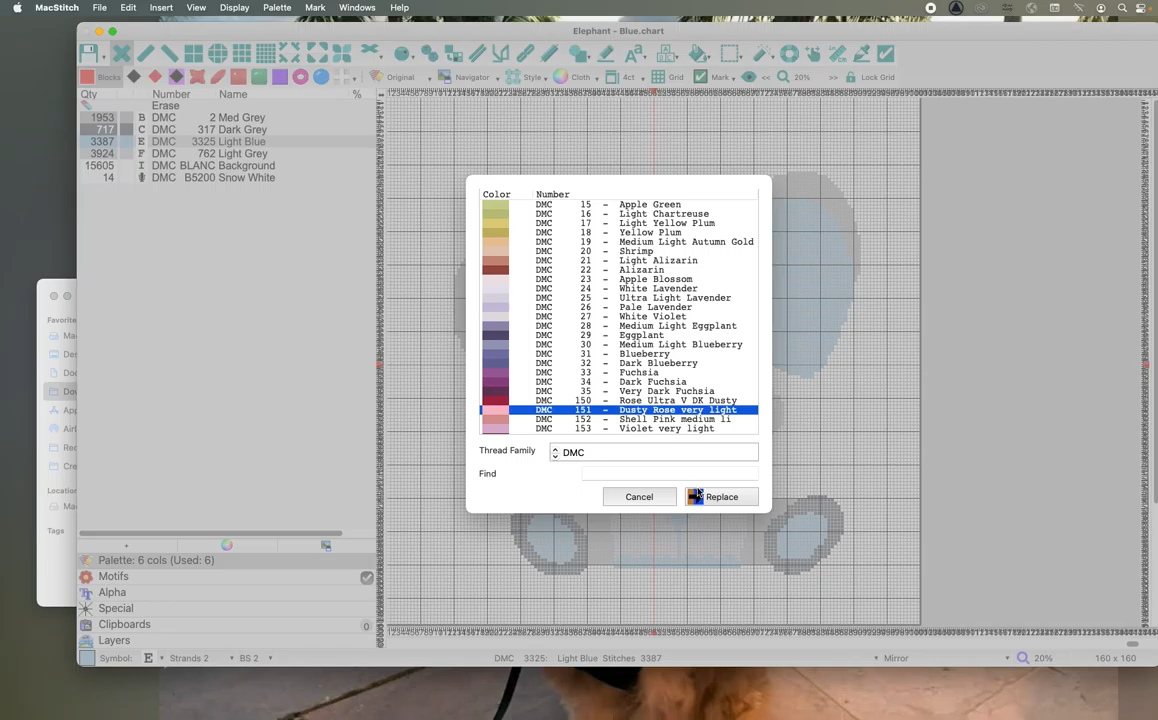 MacStitch File Edit Insert View Display Palette Mark Windows Help
Elephant - Blue.chart
Blocks Original Navigator Style Cloth 4ct Grid Mark << 20% >> Lock Grid
Qty Number Name %
Erase
1953 B DMC 2 Med Grey
717 C DMC 317 Dark Grey
3387 E DMC 3325 Light Blue
3924 F DMC 762 Light Grey
15605 I DMC BLANC Background
14 DMC B5200 Snow White
Color Number
DMC 15 - Apple Green
DMC 16 - Light Chartreuse
DMC 17 - Light Yellow Plum
DMC 18 - Yellow Plum
DMC 19 - Medium Light Autumn Gold
DMC 20 - Shrimp
DMC 21 - Light Alizarin
DMC 22 - Alizarin
DMC 23 - Apple Blossom
DMC 24 - White Lavender
DMC 25 - Ultra Light Lavender
DMC 26 - Pale Lavender
DMC 27 - White Violet
DMC 28 - Medium Light Eggplant
DMC 29 - Eggplant
DMC 30 - Medium Light Blueberry
DMC 31 - Blueberry
DMC 32 - Dark Blueberry
DMC 33 - Fuchsia
DMC 34 - Dark Fuchsia
DMC 35 - Very Dark Fuchsia
DMC 150 - Rose Ultra V DK Dusty
DMC 151 - Dusty Rose very light
DMC 152 - Shell Pink medium li
DMC 153 - Violet very light
Thread Family DMC
Find
Cancel Replace
Favorite
Ma
Des
Doc
Dow
Ap
Air
Rec
Cre
Location
Ma
Tags
Palette: 6 cols (Used: 6)
Motifs
Alpha
Special
Clipboards 0
Layers
Symbol: E Strands 2 BS 2 DMC 3325: Light Blue Stitches 3387 Mirror 20% 160 x 160